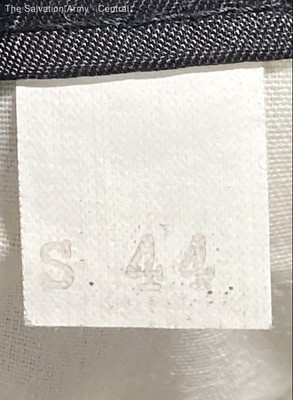 The Salvation Army - Central
S. 44